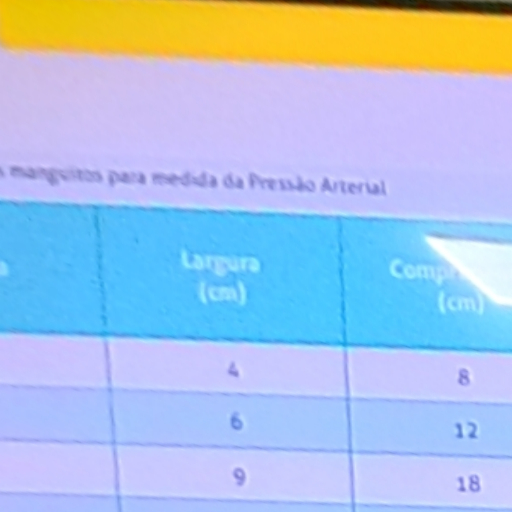 manguitos para medida da Pressão Arterial
Largura
(cm)
(cm)
4 8
6 12
9 18